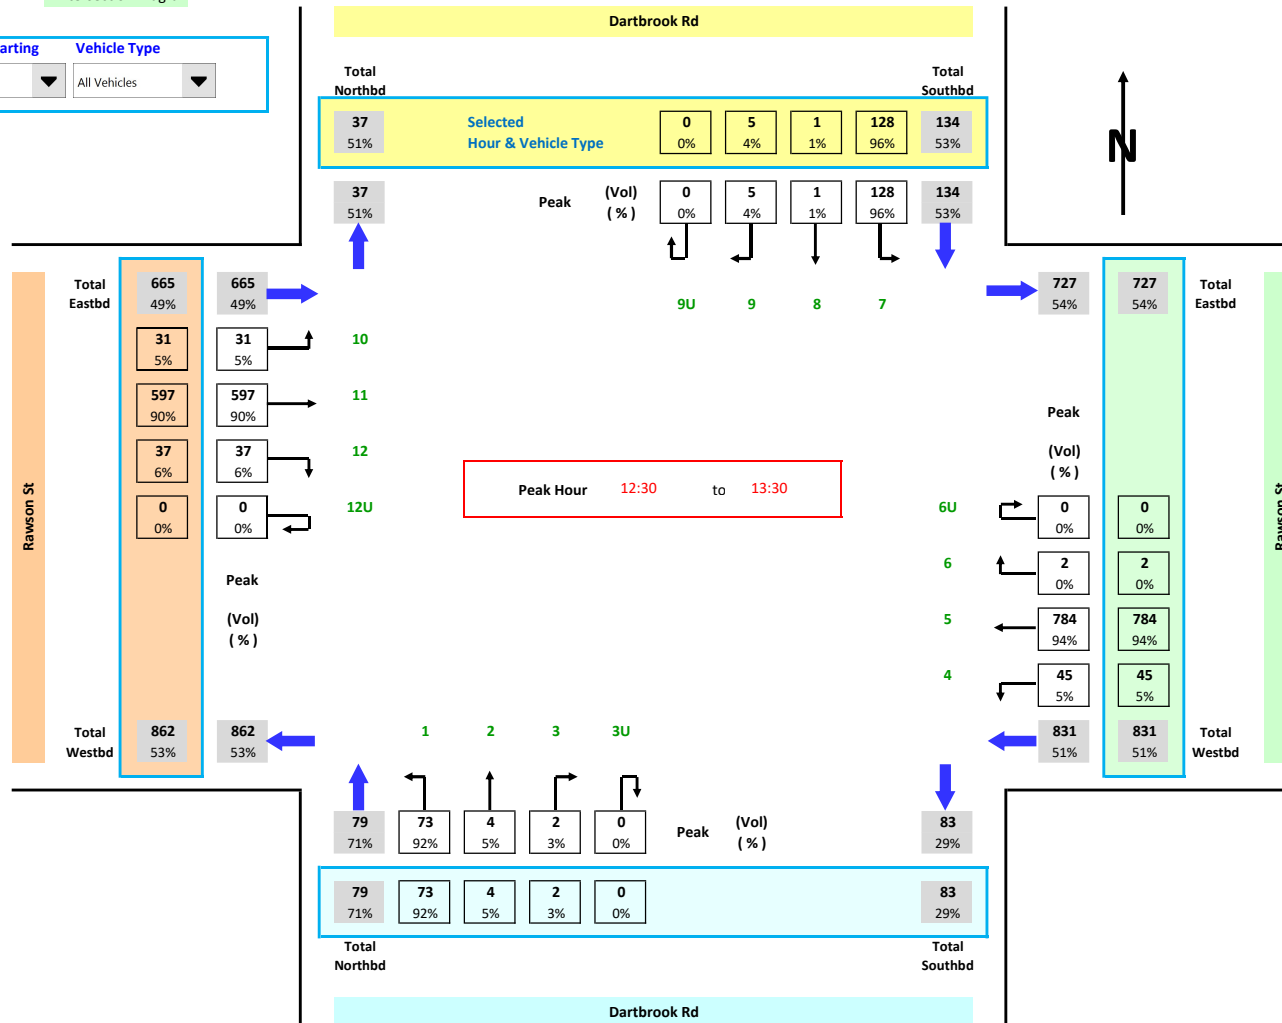 Dartbrook Rd
arting Vehicle Type
All Vehicles
Total Northbd
Total Southbd
37 51%
Selected Hour & Vehicle Type
0 0%
5 4%
1 1%
128 96%
134 53%
37 51%
Peak (Vol) ( % )
0 0%
5 4%
1 1%
128 96%
134 53%
N
9U 9 8 7
Total Eastbd
665 49%
665 49%
727 54%
727 54%
Total Eastbd
31 5%
31 5%
10
597 90%
597 90%
11
37 6%
37 6%
12
0 0%
0 0%
12U
Peak
(Vol)
( % )
Rawson St
Peak Hour 12:30 to 13:30
Peak
(Vol)
( % )
6U
0 0%
0 0%
6
2 0%
2 0%
5
784 94%
784 94%
4
45 5%
45 5%
Rawson St
Total Westbd
862 53%
862 53%
831 51%
831 51%
Total Westbd
1 2 3 3U
79 71%
73 92%
4 5%
2 3%
0 0%
Peak (Vol) ( % )
83 29%
79 71%
73 92%
4 5%
2 3%
0 0%
83 29%
Total Northbd
Total Southbd
Dartbrook Rd